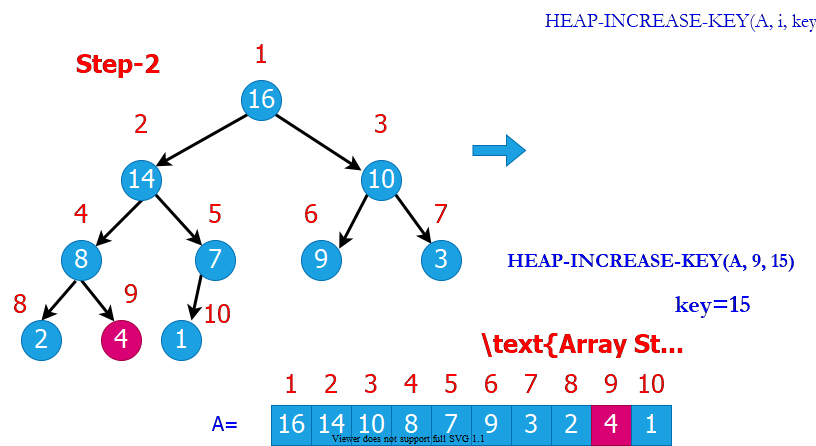 HEAP-INCREASE-KEY(A, i, key
Step-2
1
16
2
3
14
10
4
5
6
7
8
7
9
3
HEAP-INCREASE-KEY(A, 9, 15)
8
9
10
key=15
2
4
1
\text{Array St...
1 2 3 4 5 6 7 8 9 10
A= 16 14 10 8 7 9 3 2 4 1
Viewer does not support full SVG 1.1